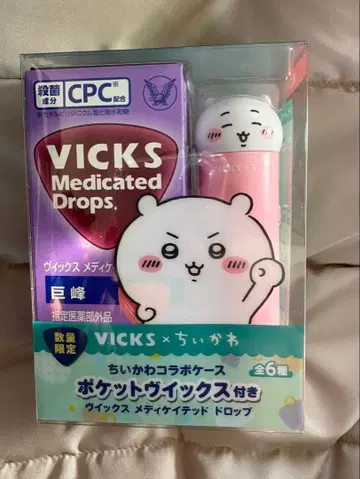 殺菌
成分
CPC※
配合
VICKS
Medicated
Drops®
ヴイックス メディケ
巨峰
指定医薬部外品
数量
限定
VICKS×ちいかわ
ちいかわコラボケース
全6種
ポケットヴイックス付き
ヴイックス メディケイテッド ドロップ